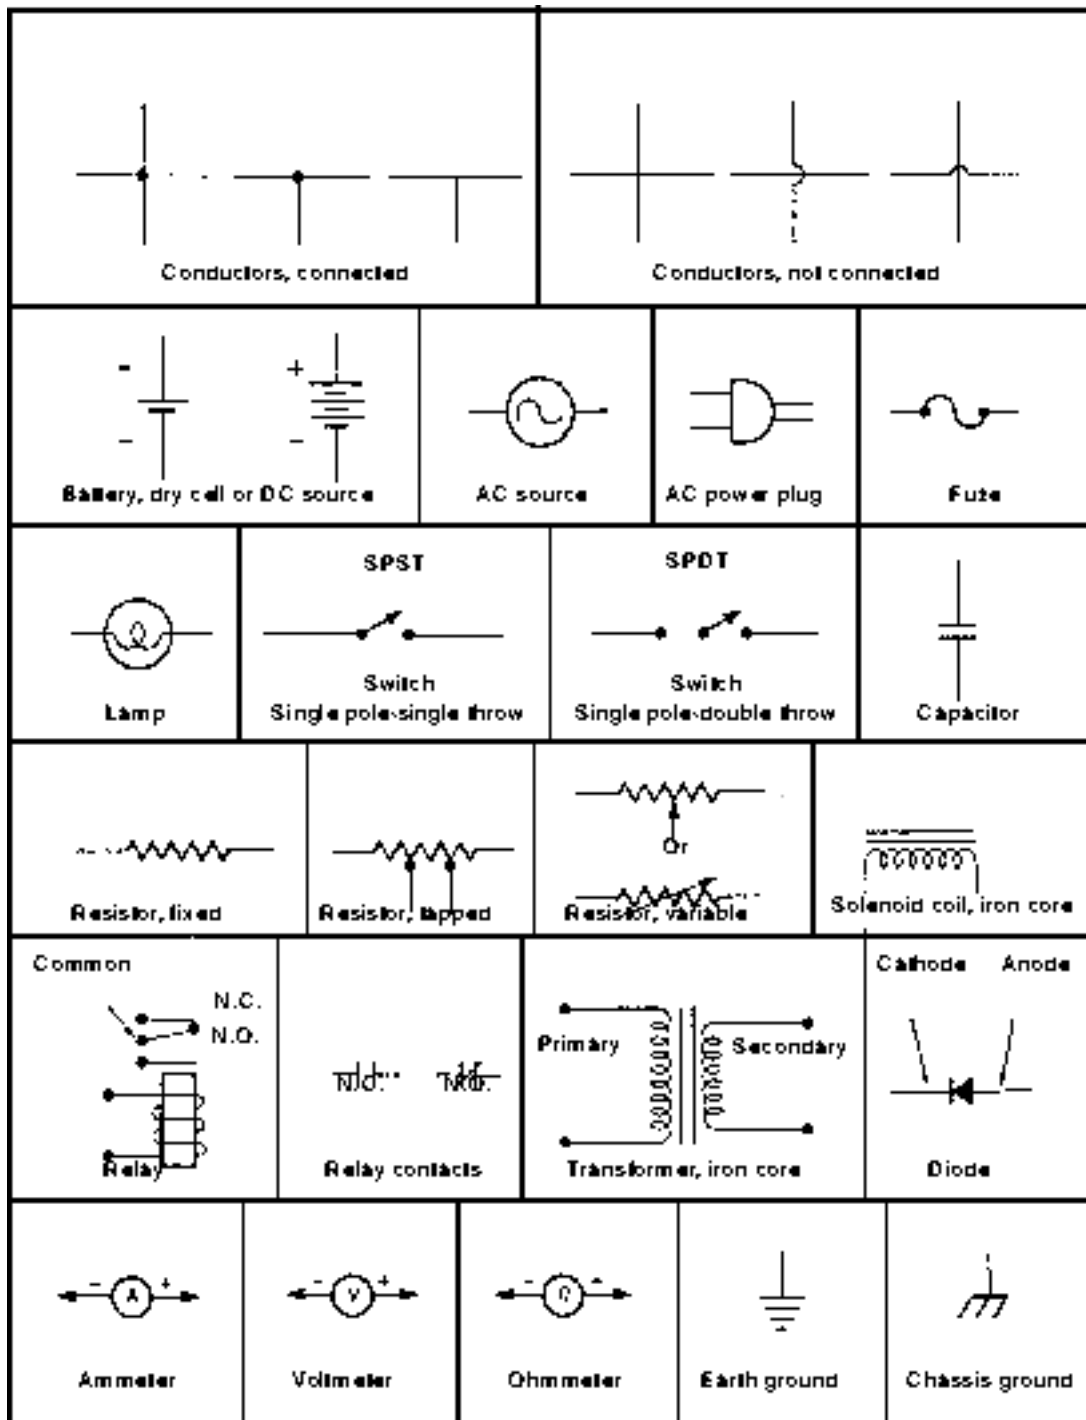 Conductors, connected
Conductors, not connected
-
-
+
-
Battery, dry cell or DC source
AC source
AC power plug
Fuze
Lamp
SPST
Switch
Single pole-single throw
SPDT
Switch
Single pole-double throw
Capacitor
Resistor, fixed
Resistor, tapped
Or
Resistor, variable
Solenoid coil, iron core
Common
N.C.
N.O.
Relay
N.C.
N.O.
Relay contacts
Primary
Secondary
Transformer, iron core
Cathode Anode
Diode
- A +
Ammeter
- V +
Voltmeter
- Ω +
Ohmmeter
Earth ground
Chassis ground